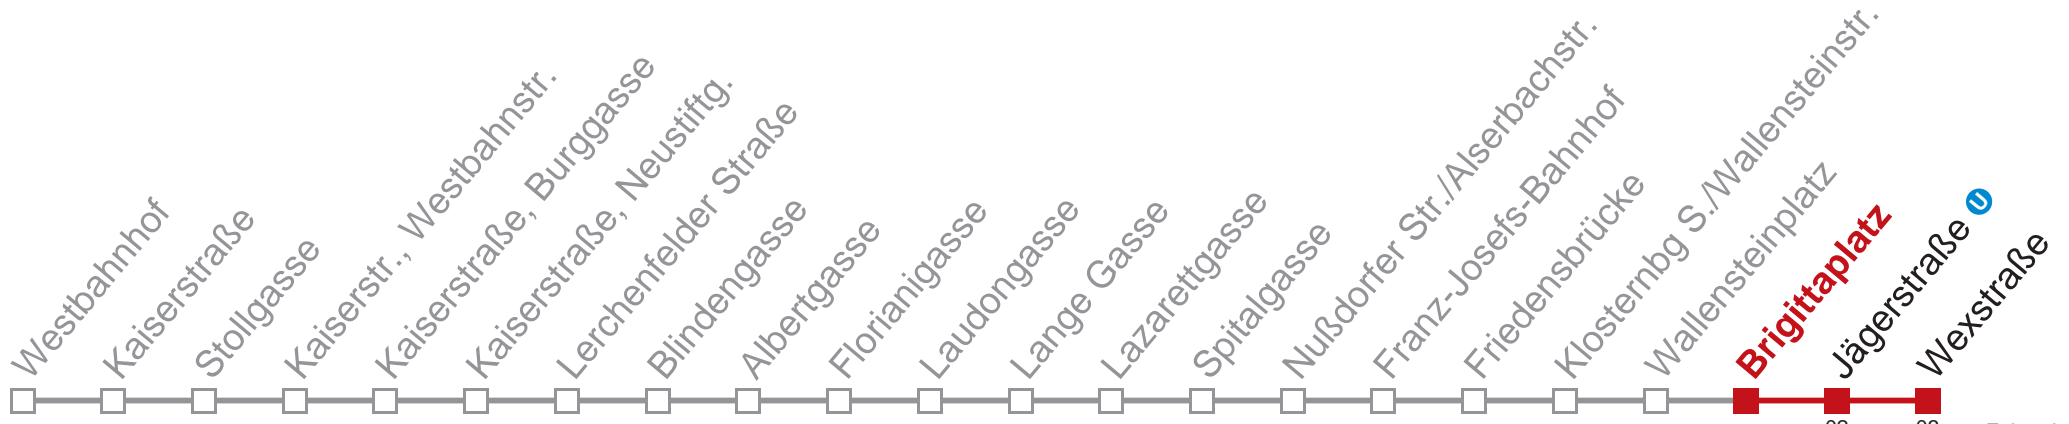 Westbahnhof
Kaiserstraße
Stollgasse
Kaiserstr., Westbahnstr.
Kaiserstraße, Burggasse
Kaiserstraße, Neustiftg.
Lerchenfelder Straße
Blindengasse
Albertgasse
Florianigasse
Laudongasse
Lange Gasse
Lazarettgasse
Spitalgasse
Nußdorfer Str./Alserbachstr.
Franz-Josefs-Bahnhof
Friedensbrücke
Klosternbg S./Wallensteinstr.
Wallensteinplatz
Brigittaplatz
Jägerstraße U
Wexstraße